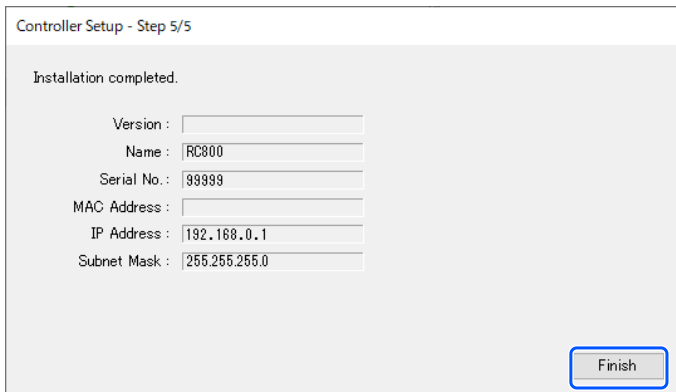 Controller Setup - Step 5/5
Installation completed.
Version :
Name : RC800
Serial No. : 99999
MAC Address :
IP Address : 192.168.0.1
Subnet Mask : 255.255.255.0
Finish